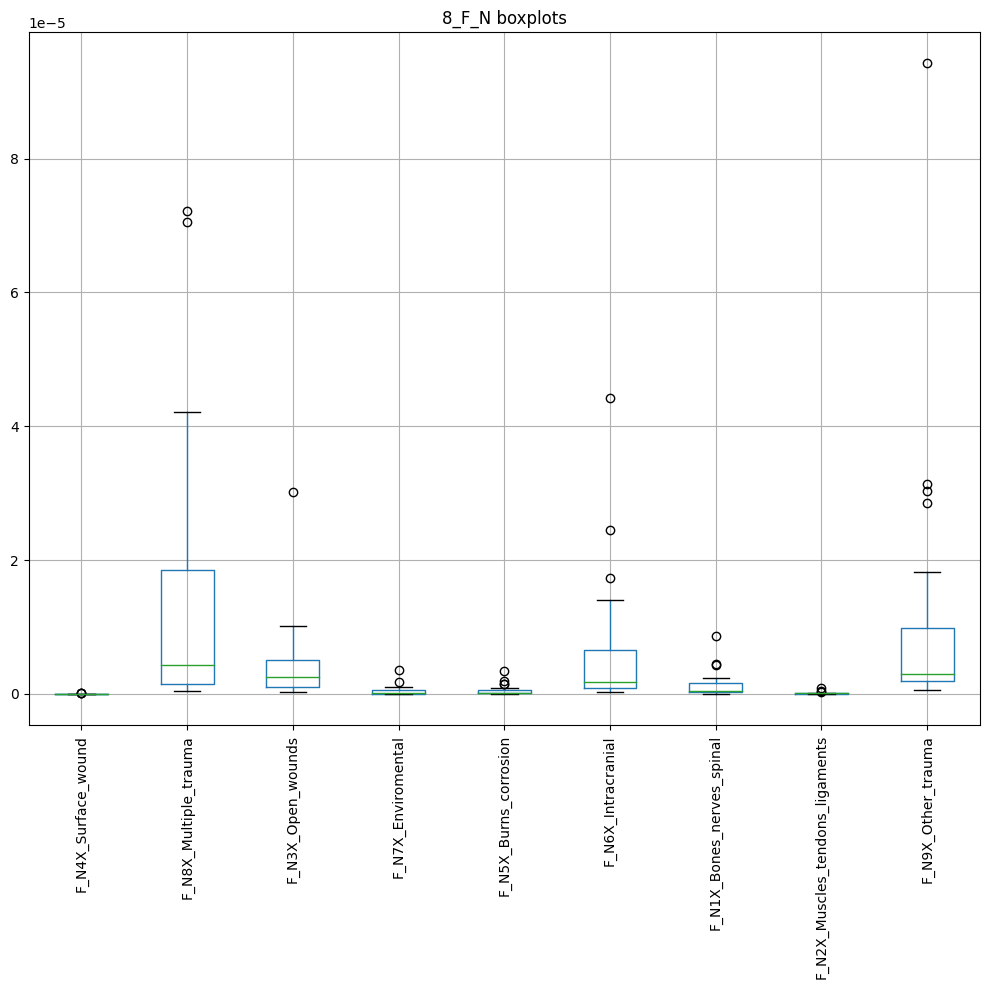 8_F_N boxplots
1e−5
8
6
4
2
0
F_N4X_Surface_wound
F_N8X_Multiple_trauma
F_N3X_Open_wounds
F_N7X_Enviromental
F_N5X_Burns_corrosion
F_N6X_Intracranial
F_N1X_Bones_nerves_spinal
F_N2X_Muscles_tendons_ligaments
F_N9X_Other_trauma